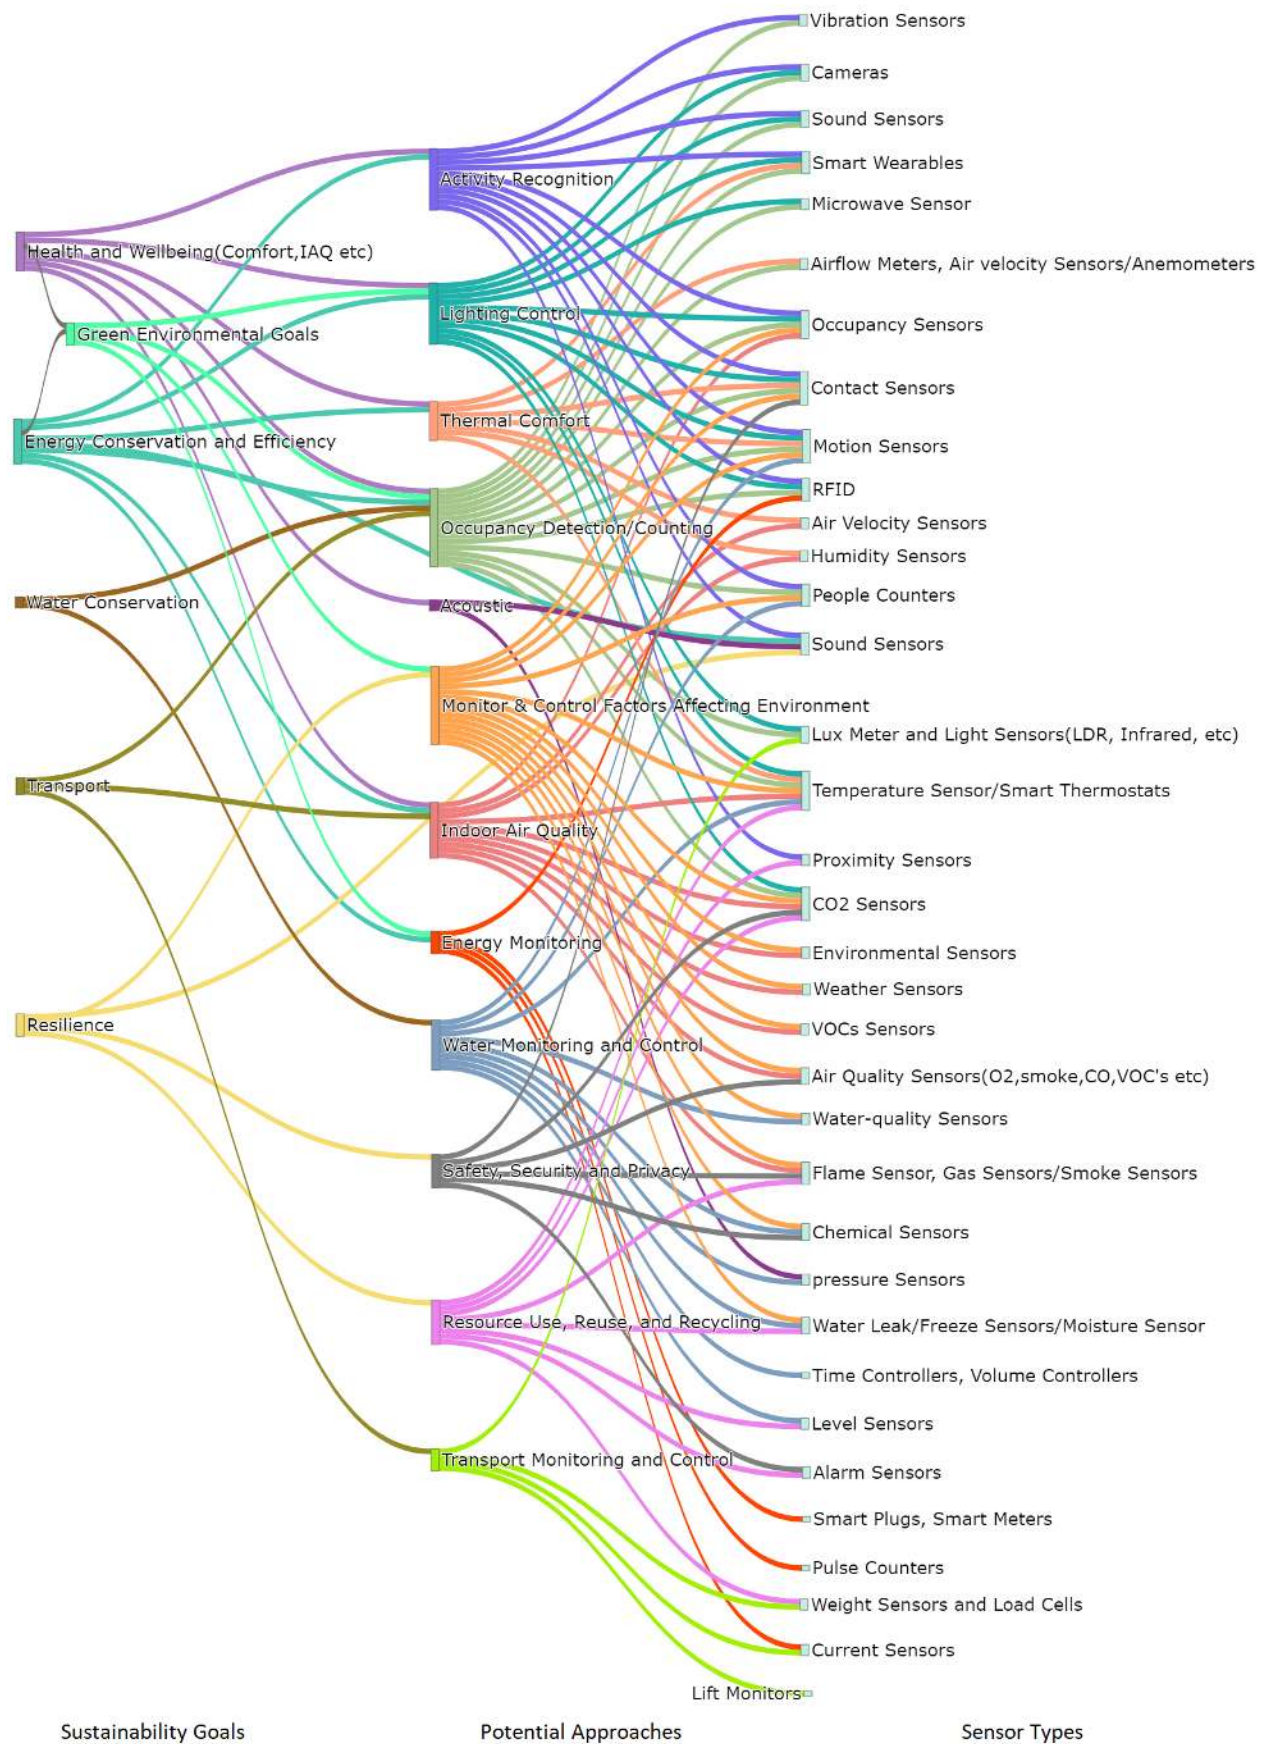 Health and Wellbeing(Comfort,IAQ etc)
Green Environmental Goals
Energy Conservation and Efficiency
Water Conservation
Transport
Resilience
Activity Recognition
Lighting Control
Thermal Comfort
Occupancy Detection/Counting
Acoustic
Monitor & Control Factors Affecting Environment
Indoor Air Quality
Energy Monitoring
Water Monitoring and Control
Safety, Security and Privacy
Resource Use, Reuse, and Recycling
Transport Monitoring and Control
Vibration Sensors
Cameras
Sound Sensors
Smart Wearables
Microwave Sensor
Airflow Meters, Air velocity Sensors/Anemometers
Occupancy Sensors
Contact Sensors
Motion Sensors
RFID
Air Velocity Sensors
Humidity Sensors
People Counters
Sound Sensors
Lux Meter and Light Sensors(LDR, Infrared, etc)
Temperature Sensor/Smart Thermostats
Proximity Sensors
CO2 Sensors
Environmental Sensors
Weather Sensors
VOCs Sensors
Air Quality Sensors(O2,smoke,CO,VOC's etc)
Water-quality Sensors
Flame Sensor, Gas Sensors/Smoke Sensors
Chemical Sensors
pressure Sensors
Water Leak/Freeze Sensors/Moisture Sensor
Time Controllers, Volume Controllers
Level Sensors
Alarm Sensors
Smart Plugs, Smart Meters
Pulse Counters
Weight Sensors and Load Cells
Current Sensors
Lift Monitors
Sustainability Goals
Potential Approaches
Sensor Types